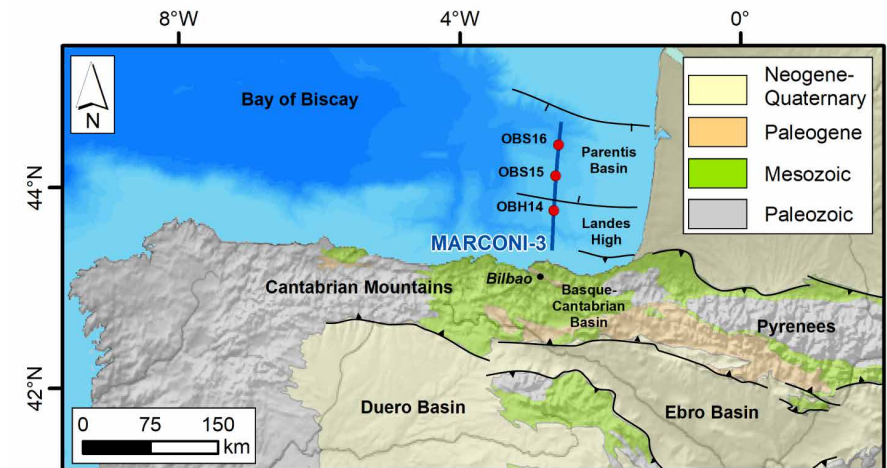 8°W
4°W
0°
44°N
42°N
N
Bay of Biscay
OBS16
OBS15
OBH14
Parentis
Basin
Landes
High
MARCONI-3
Bilbao
Cantabrian Mountains
Basque-
Cantabrian
Basin
Pyrenees
Duero Basin
Ebro Basin
Neogene-
Quaternary
Paleogene
Mesozoic
Paleozoic
0 75 150
km